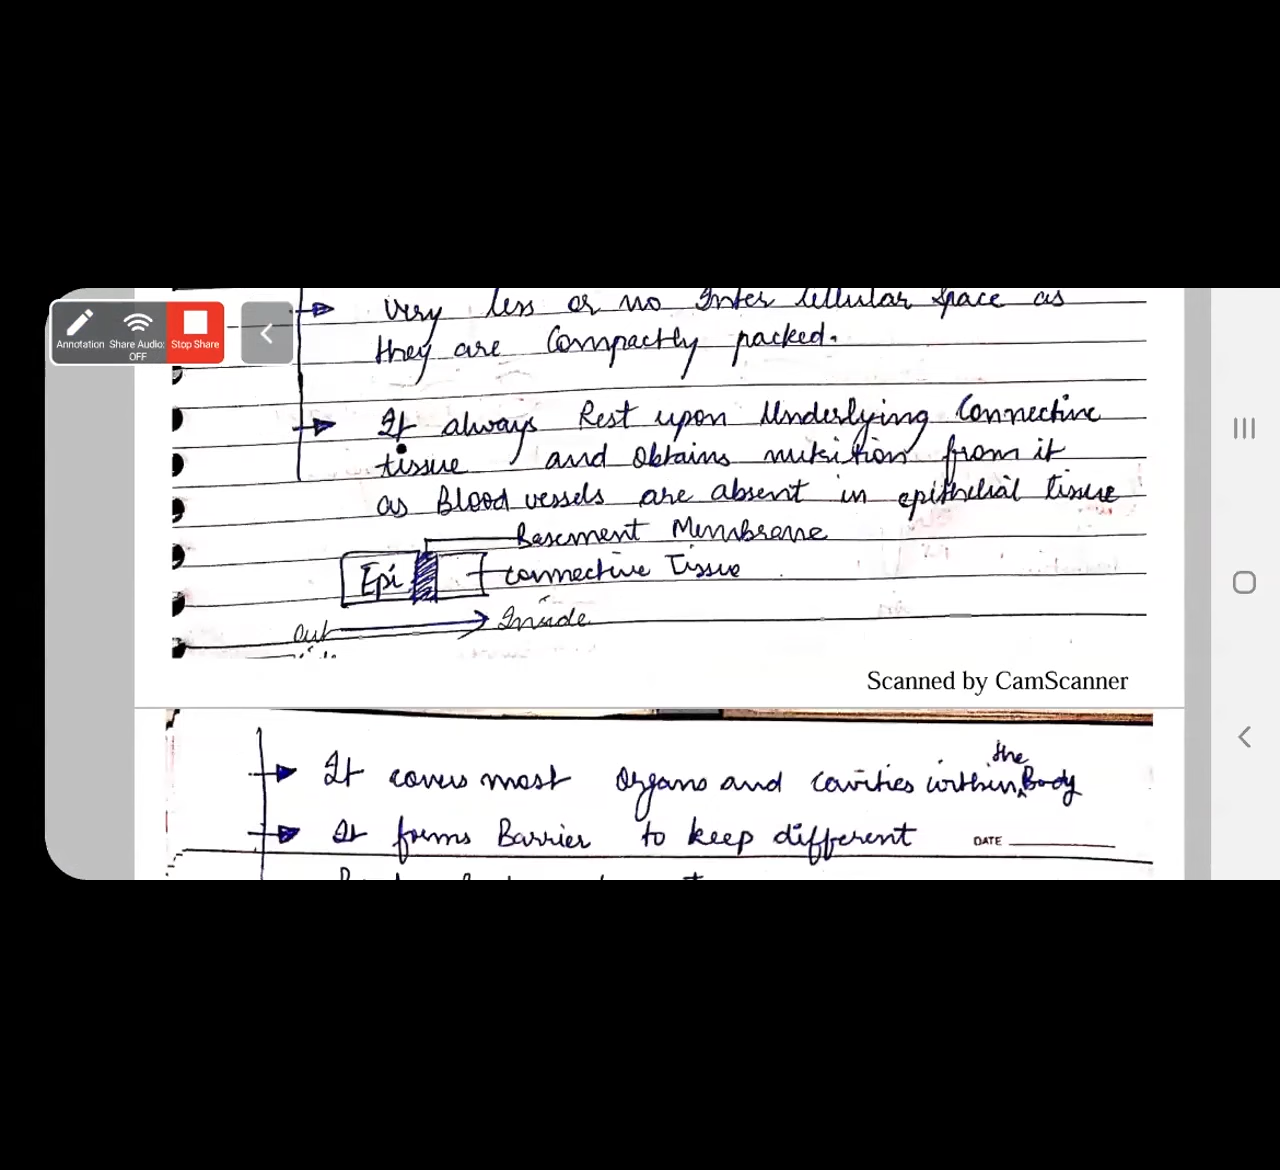 very less or no Inter Cellular Space as
they are Compactly packed.
It always Rest upon Underlying Connective
tissue and Obtains nutrition from it
as Blood vessels are absent in epithelial tissue
Basement Membrane
Epi
connective Tissue
Out
Inside
Scanned by CamScanner
It covers most Organs and cavities within the Body
It forms Barrier to keep different
DATE
Annotation
Share Audio:
OFF
Stop Share